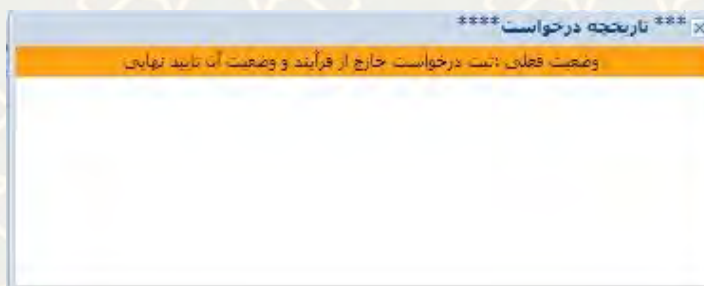 *** تاریخچه درخواست****
وضعیت فعلی :ثبت درخواست خارج از فرآیند و وضعیت آن تایید نهایی